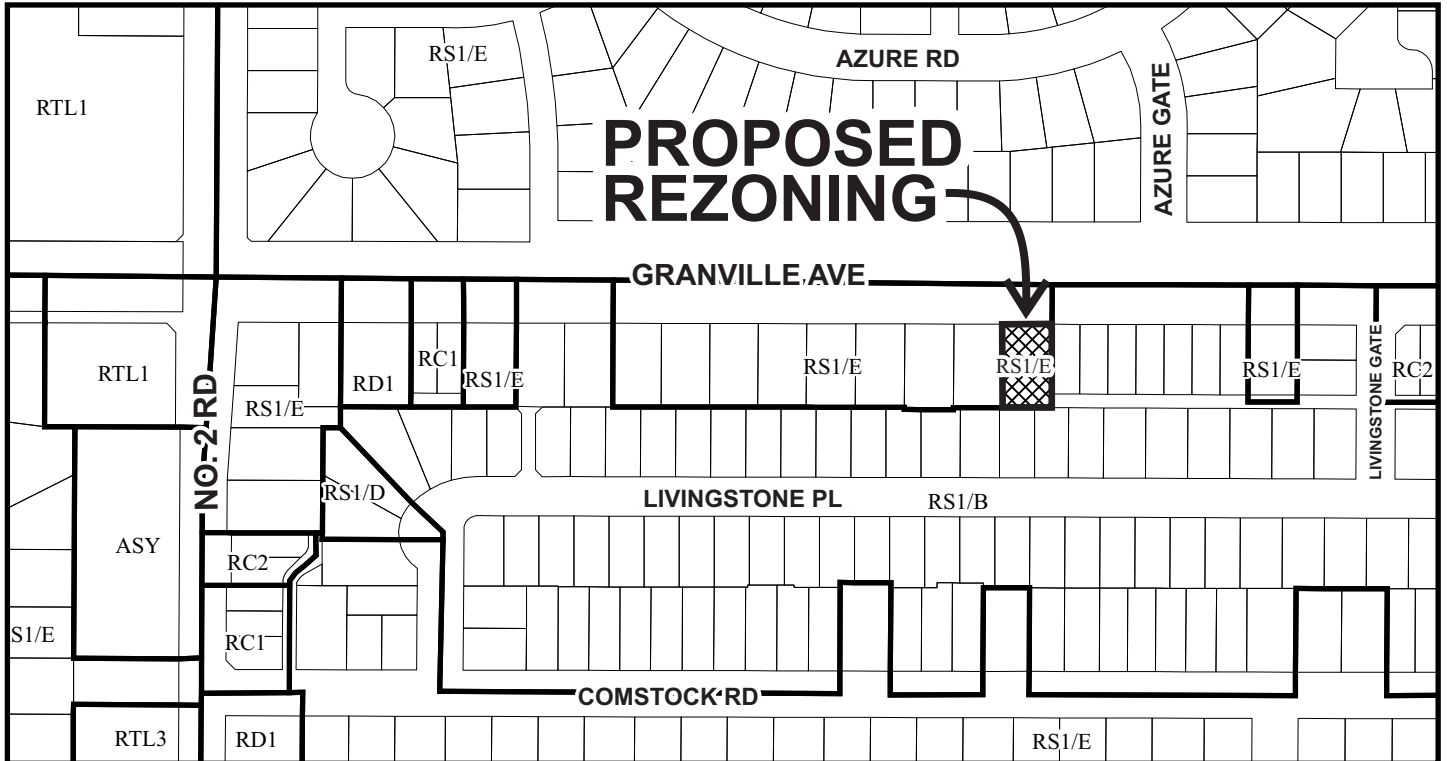 RS1/E
AZURE RD
RTL1
AZURE GATE
PROPOSED
REZONING
GRANVILLE AVE
RTL1
NO. 2 RD
RS1/E
RD1
RC1
RS1/E
RS1/E
RS1/E
RS1/E
LIVINGSTONE GATE
RC2
RS1/D
LIVINGSTONE PL
RS1/B
ASY
RC2
S1/E
RC1
COMSTOCK RD
RTL3
RD1
RS1/E